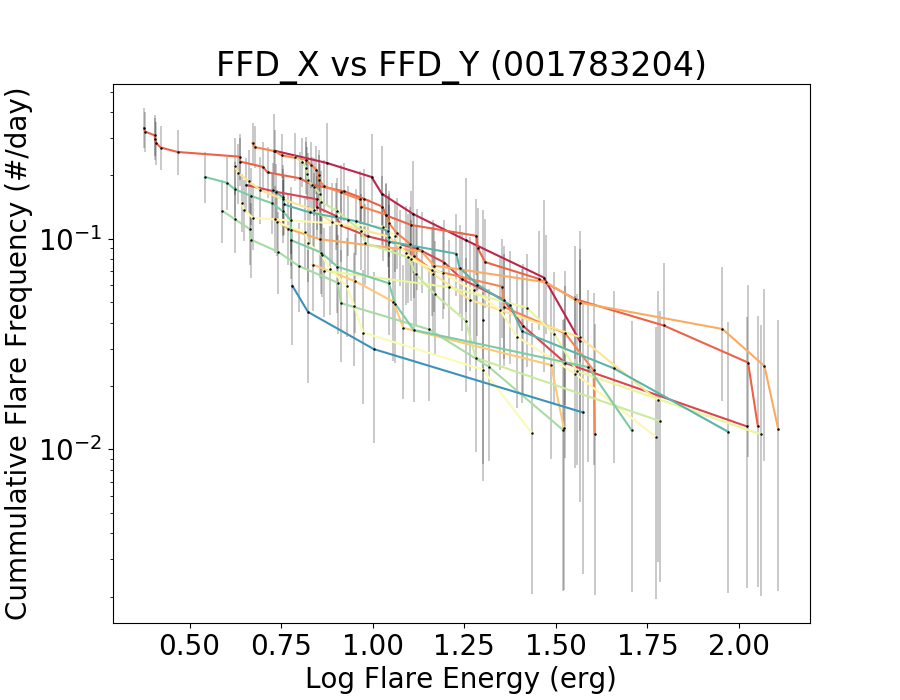 FFD_X vs FFD_Y (001783204)
Cummulative Flare Frequency (#/day)
10⁻¹
10⁻²
0.50 0.75 1.00 1.25 1.50 1.75 2.00
Log Flare Energy (erg)